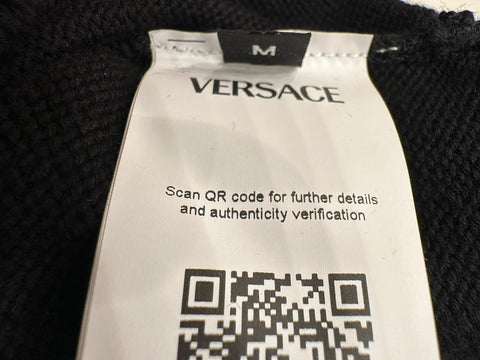 M
VERSACE
Scan QR code for further details
and authenticity verification